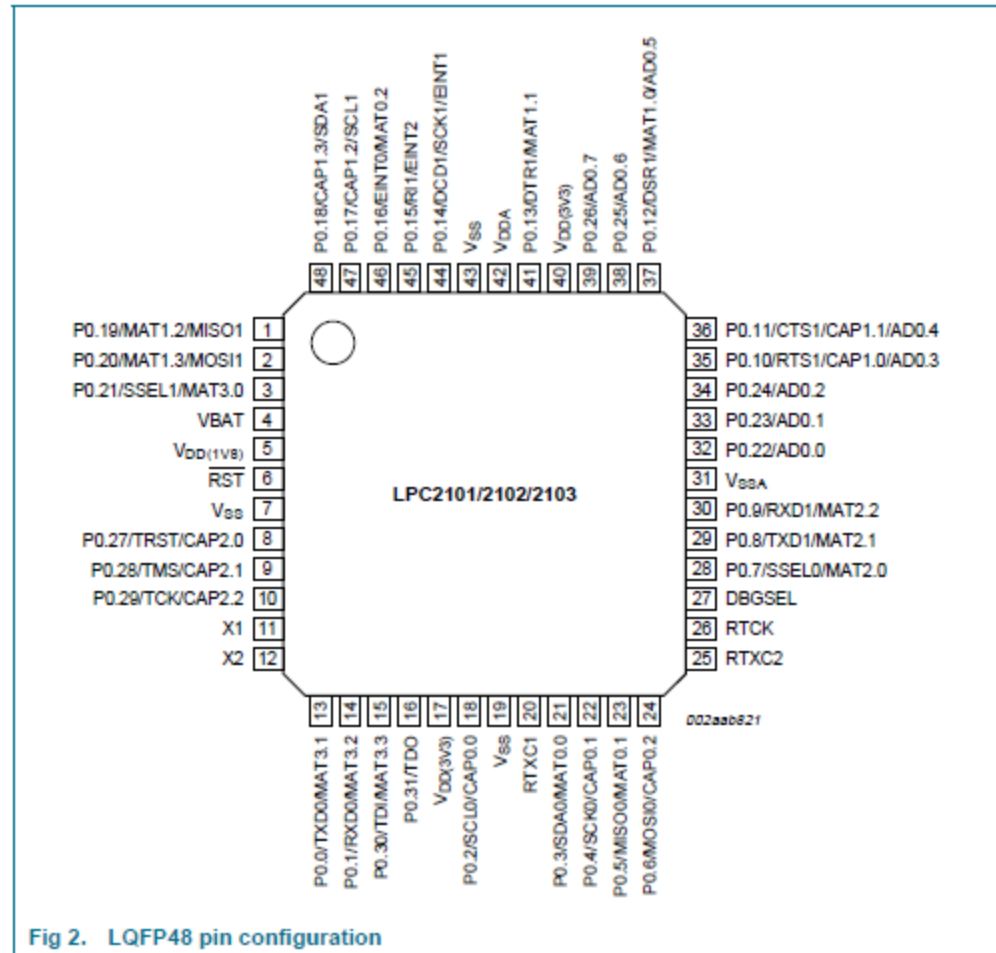 P0.18/CAP1.3/SDA1
P0.17/CAP1.2/SCL1
P0.16/EINT0/MAT0.2
P0.15/RI1/EINT2
P0.14/DCD1/SCK1/EINT1
VSS
VDDA
P0.13/DTR1/MAT1.1
VDD(3V3)
P0.26/AD0.7
P0.25/AD0.6
P0.12/DSR1/MAT1.0/AD0.5
48 47 46 45 44 43 42 41 40 39 38 37
P0.19/MAT1.2/MISO1 1
P0.20/MAT1.3/MOSI1 2
P0.21/SSEL1/MAT3.0 3
VBAT 4
VDD(1V8) 5
RST 6
VSS 7
P0.27/TRST/CAP2.0 8
P0.28/TMS/CAP2.1 9
P0.29/TCK/CAP2.2 10
X1 11
X2 12
LPC2101/2102/2103
36 P0.11/CTS1/CAP1.1/AD0.4
35 P0.10/RTS1/CAP1.0/AD0.3
34 P0.24/AD0.2
33 P0.23/AD0.1
32 P0.22/AD0.0
31 VSSA
30 P0.9/RXD1/MAT2.2
29 P0.8/TXD1/MAT2.1
28 P0.7/SSEL0/MAT2.0
27 DBGSEL
26 RTCK
25 RTXC2
13 14 15 16 17 18 19 20 21 22 23 24
P0.0/TXD0/MAT3.1
P0.1/RXD0/MAT3.2
P0.30/TDI/MAT3.3
P0.31/TDO
VDD(3V3)
P0.2/SCL0/CAP0.0
VSS
RTXC1
P0.3/SDA0/MAT0.0
P0.4/SCK0/CAP0.1
P0.5/MISO0/MAT0.1
P0.6/MOSI0/CAP0.2
002aab821
Fig 2. LQFP48 pin configuration